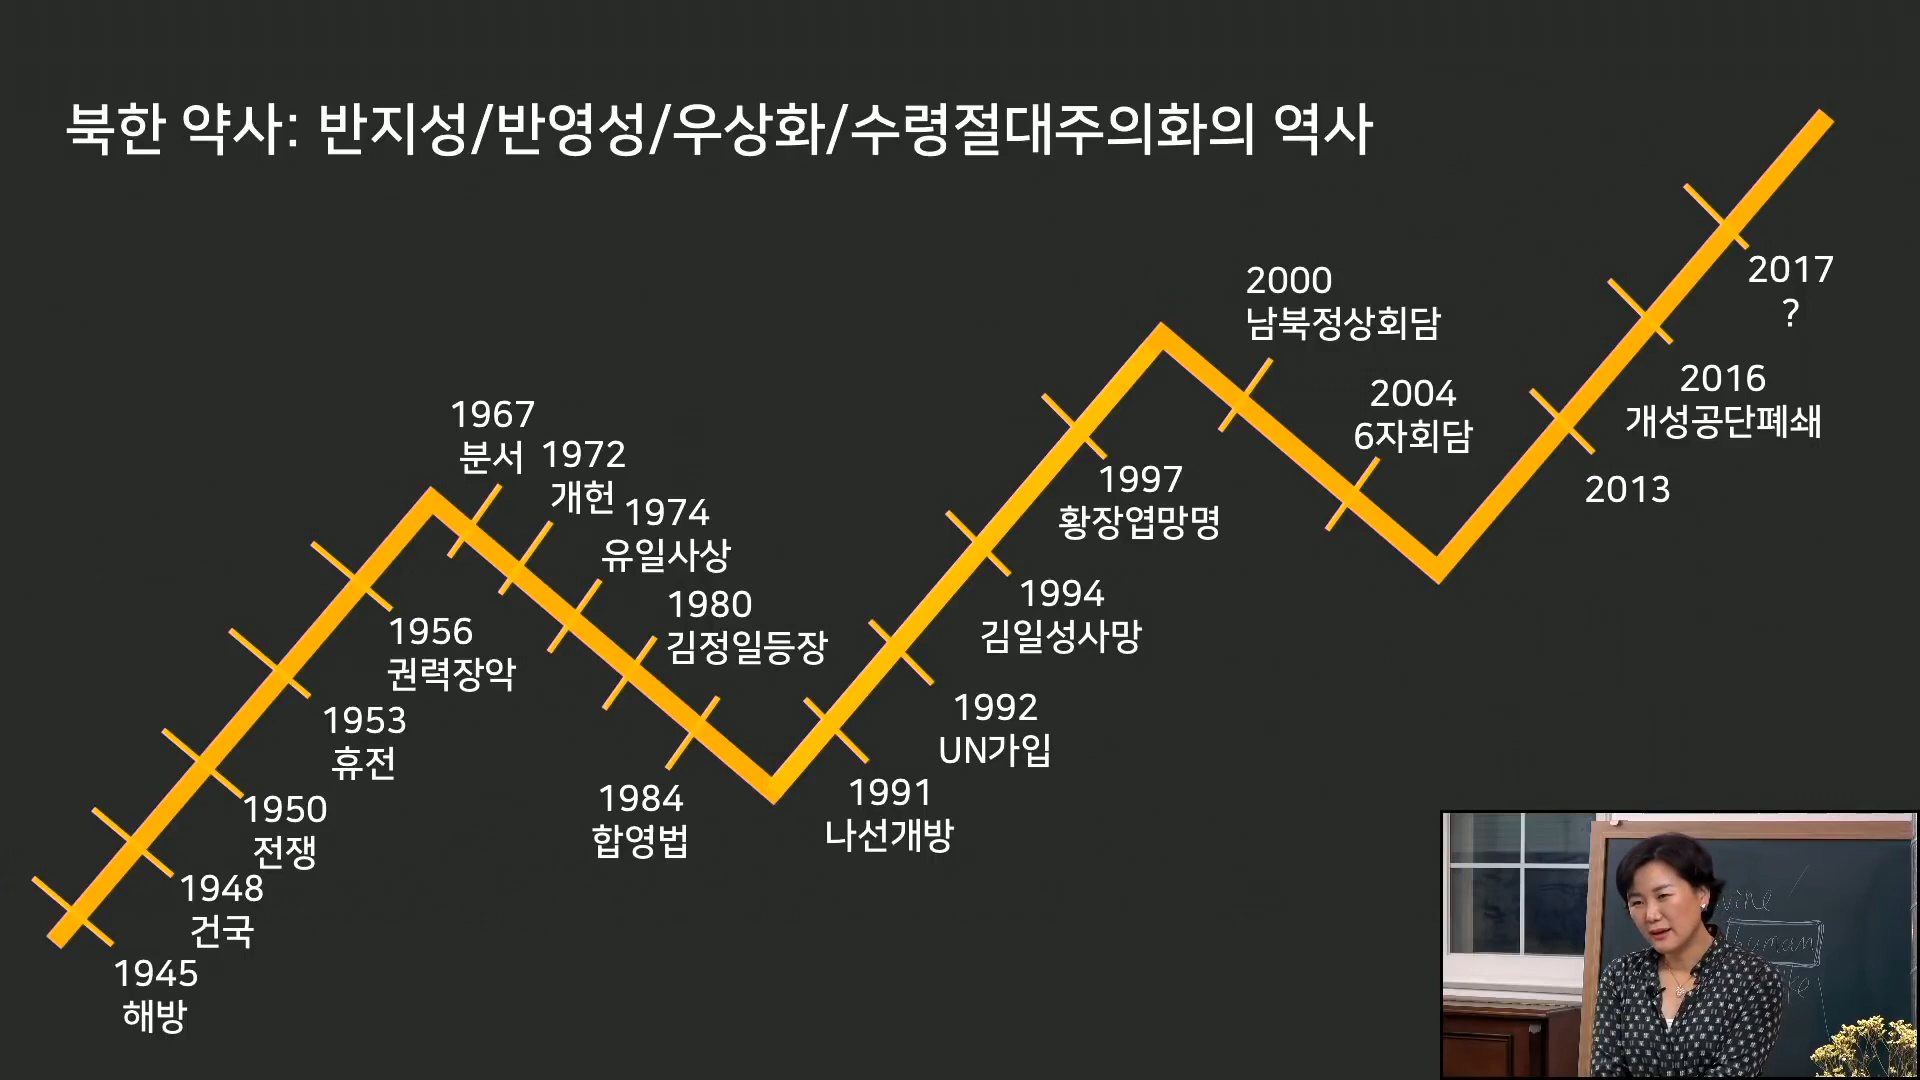 북한 약사: 반지성/반영성/우상화/수령절대주의화의 역사
1945
해방
1948
건국
1950
전쟁
1953
휴전
1956
권력장악
1967
분서
1972
개헌
1974
유일사상
1980
김정일등장
1984
합영법
1991
나선개방
1992
UN가입
1994
김일성사망
1997
황장엽망명
2000
남북정상회담
2004
6자회담
2013
2016
개성공단폐쇄
2017
?
human